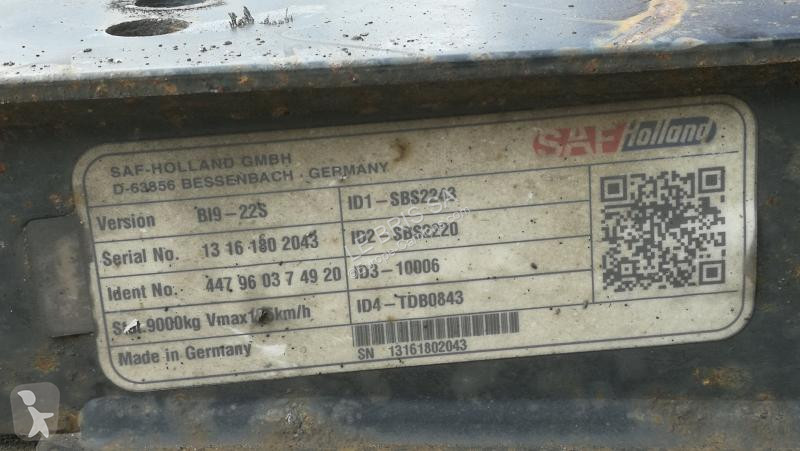 SAF Holland
SAF-HOLLAND GMBH
D-63856 BESSENBACH · GERMANY
Version BI9-22S
Serial No. 13 16 180 2043
Ident No. 447 96 03 7 49 20
Stat.9000kg km/h
Made in Germany
ID1-SBS2243
ID2-SBS2220
ID3-10006
ID4-TDB0843
SN 13161802043